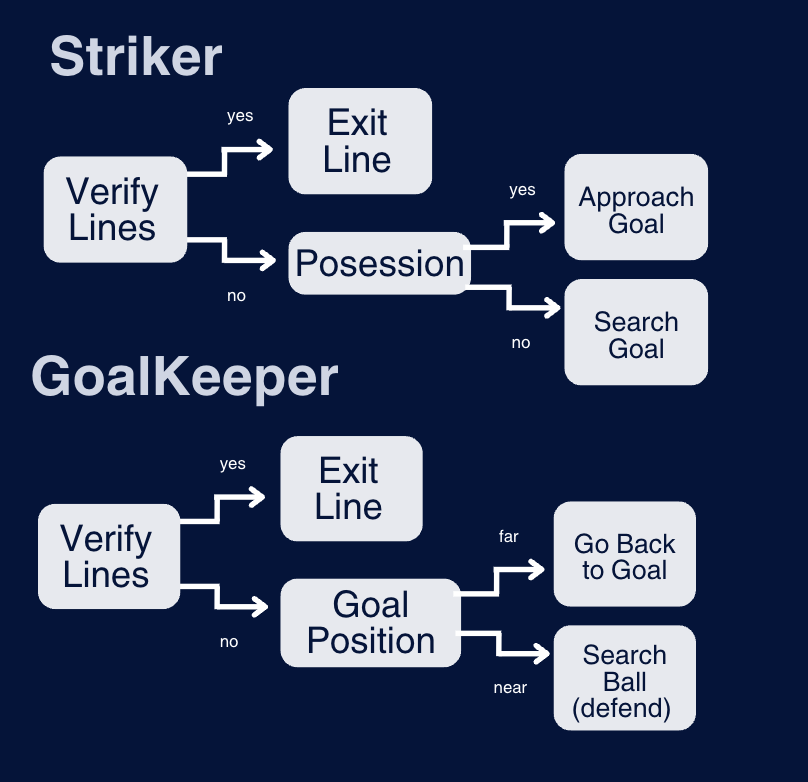 Striker
yes
Exit
Line
Verify
Lines
no
Posession
yes
Approach
Goal
no
Search
Goal
GoalKeeper
yes
Exit
Line
Verify
Lines
no
Goal
Position
far
Go Back
to Goal
near
Search
Ball
(defend)